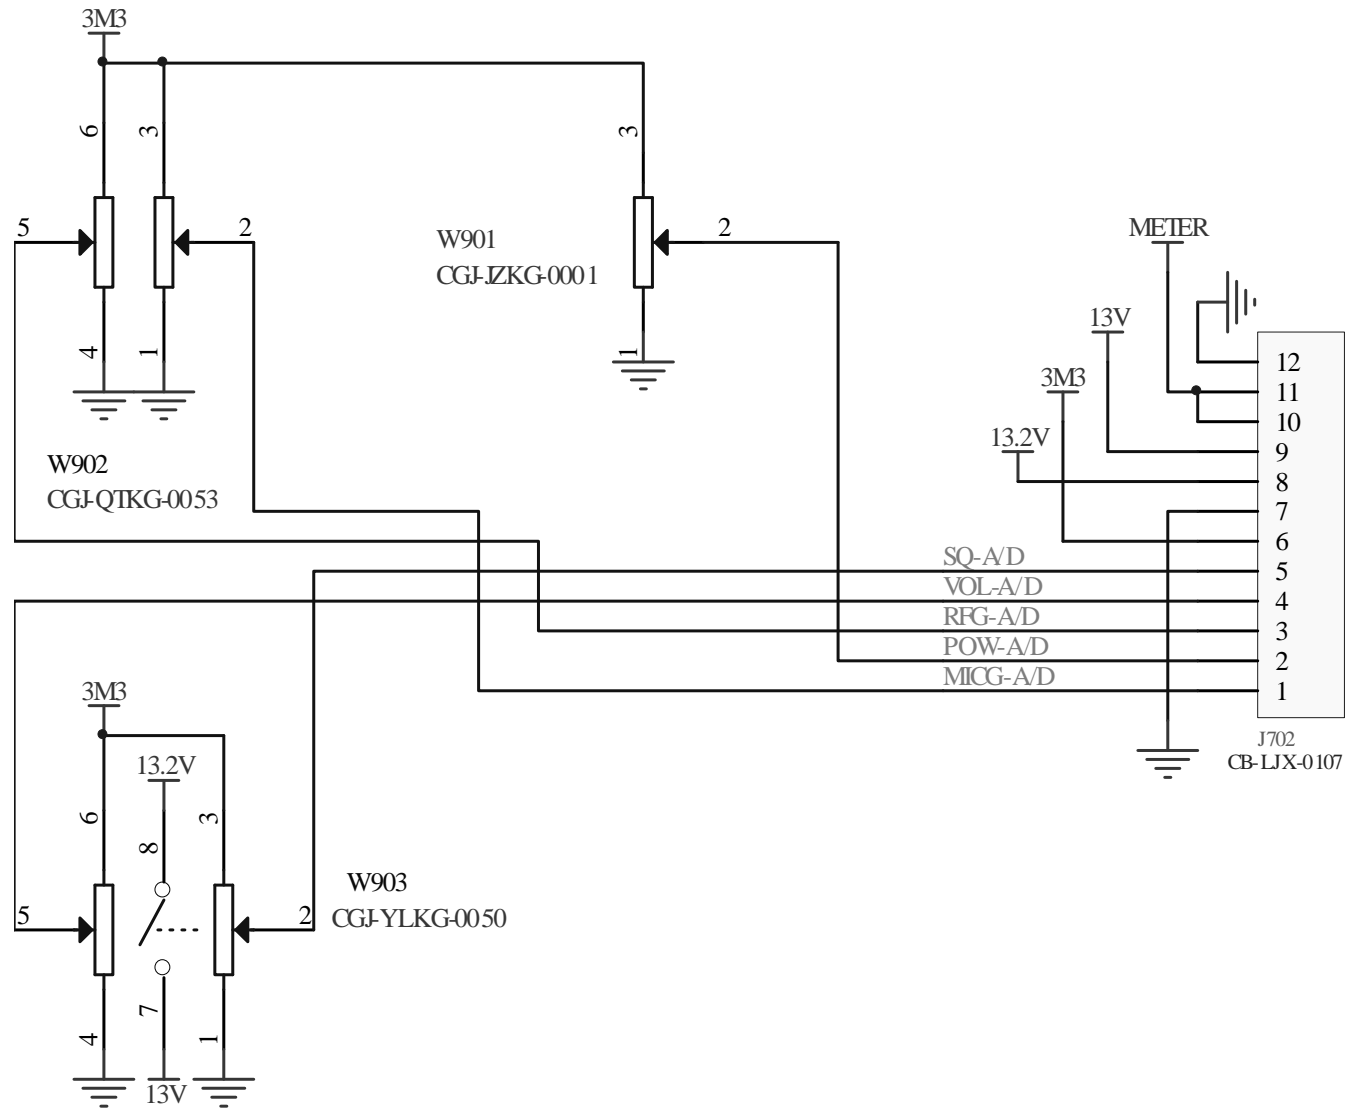 3M3
6
3
3
5
2
W901
CGJ-JZKG-0001
2
METER
13V
12
4
1
1
11
3M3
10
13.2V
9
W902
8
CGJ-QTKG-0053
7
6
SQ-A/D
5
VOL-A/D
4
RFG-A/D
3
POW-A/D
2
MICG-A/D
1
3M3
J702
CB-LJX-0107
13.2V
6
8
3
W903
5
2
CGJ-YLKG-0050
4
7
1
13V